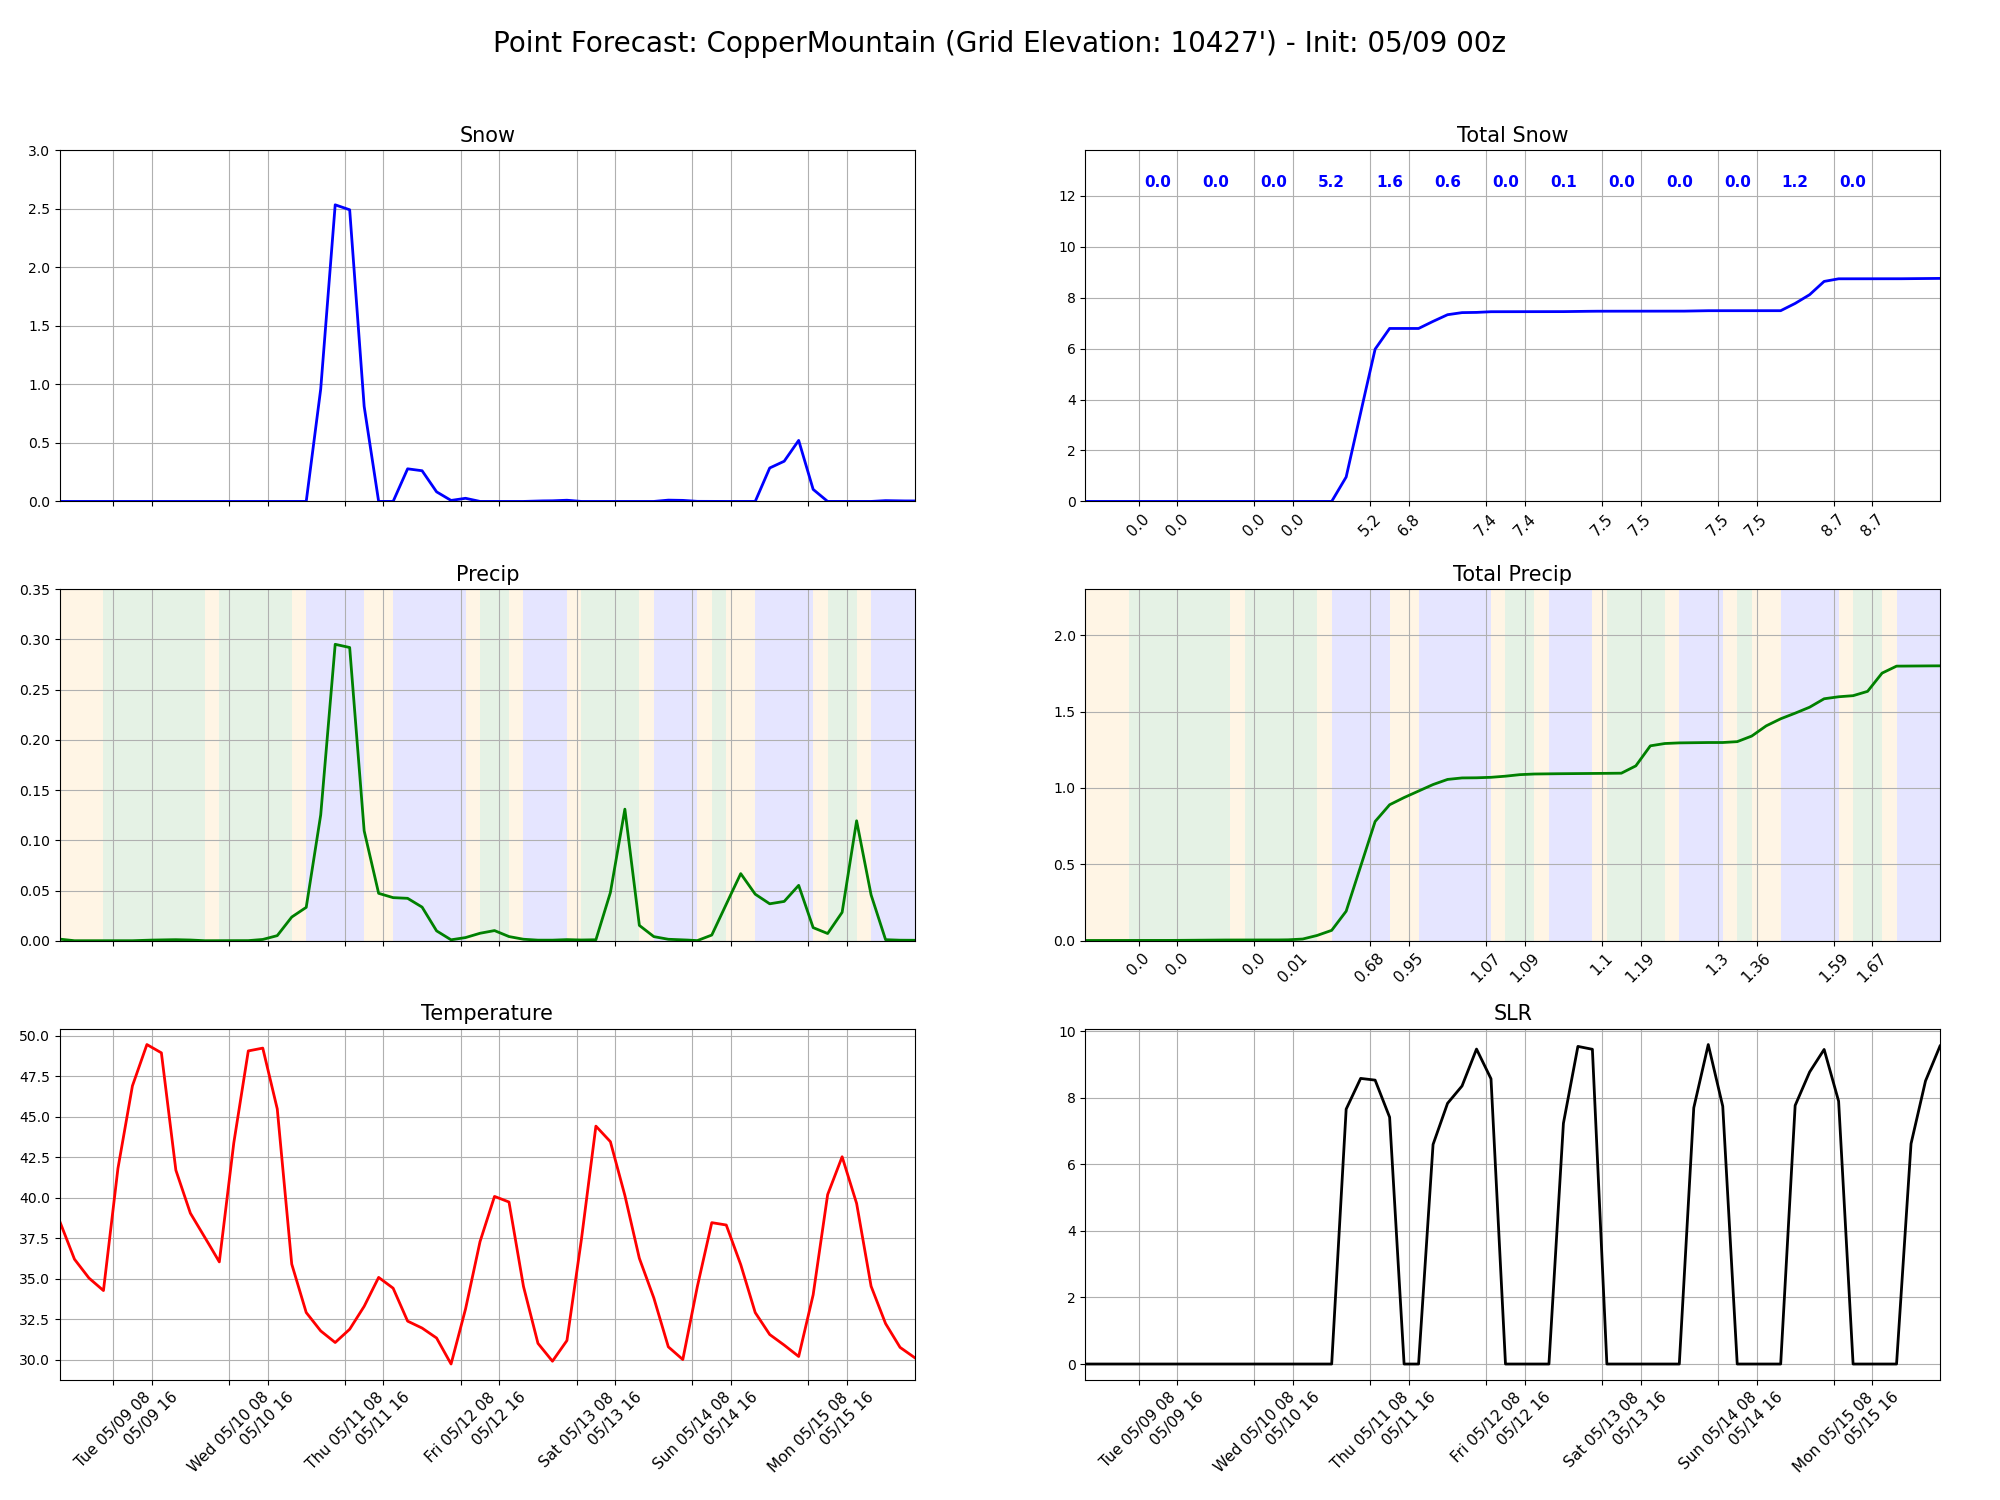 Point Forecast: CopperMountain (Grid Elevation: 10427') - Init: 05/09 00z
Snow
3.0
2.5
2.0
1.5
1.0
0.5
0.0
Total Snow
0.0 0.0 0.0 5.2 1.6 0.6 0.0 0.1 0.0 0.0 0.0 1.2 0.0
12
10
8
6
4
2
0
0.0 0.0 0.0 0.0 5.2 6.8 7.4 7.4 7.5 7.5 7.5 7.5 8.7 8.7
Precip
0.35
0.30
0.25
0.20
0.15
0.10
0.05
0.00
Total Precip
2.0
1.5
1.0
0.5
0.0
0.0 0.0 0.0 0.01 0.68 0.95 1.07 1.09 1.1 1.19 1.3 1.36 1.59 1.67
Temperature
50.0
47.5
45.0
42.5
40.0
37.5
35.0
32.5
30.0
Tue 05/09 08
05/09 16
Wed 05/10 08
05/10 16
Thu 05/11 08
05/11 16
Fri 05/12 08
05/12 16
Sat 05/13 08
05/13 16
Sun 05/14 08
05/14 16
Mon 05/15 08
05/15 16
SLR
10
8
6
4
2
0
Tue 05/09 08
05/09 16
Wed 05/10 08
05/10 16
Thu 05/11 08
05/11 16
Fri 05/12 08
05/12 16
Sat 05/13 08
05/13 16
Sun 05/14 08
05/14 16
Mon 05/15 08
05/15 16